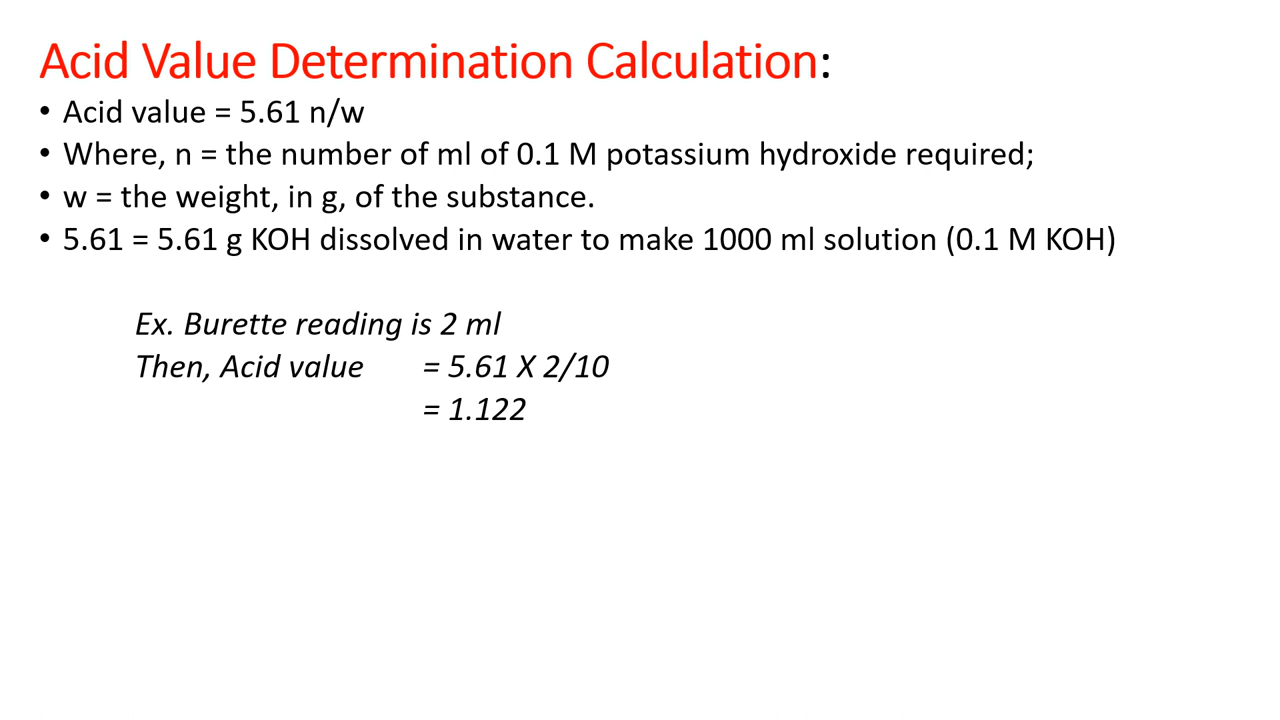 Acid Value Determination Calculation:
• Acid value = 5.61 n/w
• Where, n = the number of ml of 0.1 M potassium hydroxide required;
• w = the weight, in g, of the substance.
• 5.61 = 5.61 g KOH dissolved in water to make 1000 ml solution (0.1 M KOH)
Ex. Burette reading is 2 ml
Then, Acid value = 5.61 X 2/10
= 1.122